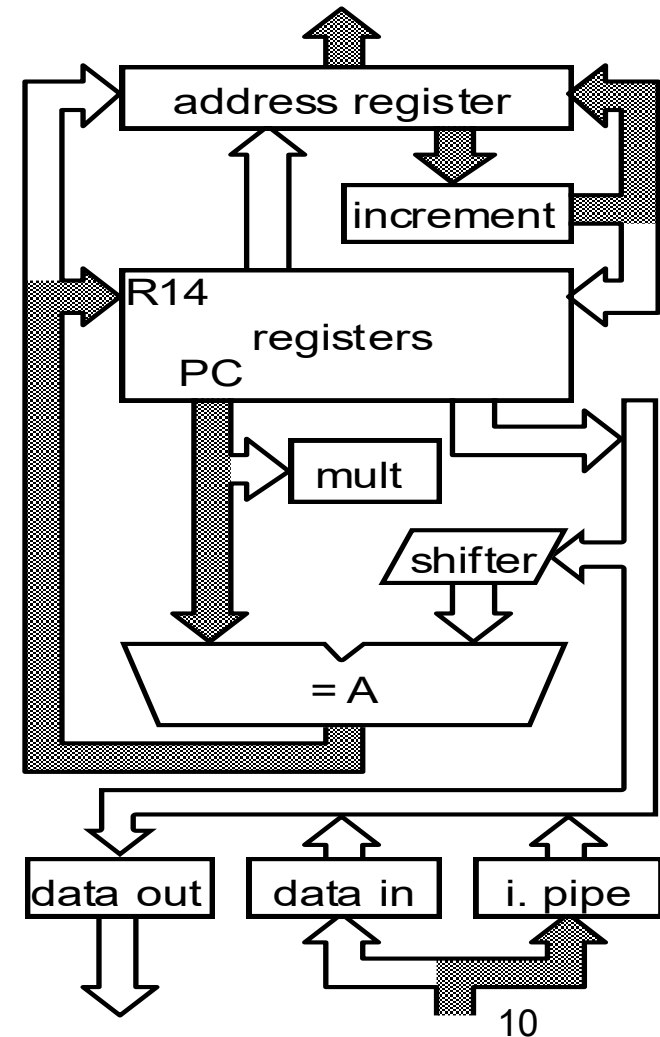 address register
increment
R14
registers
PC
mult
shifter
= A
data out
data in
i. pipe
10